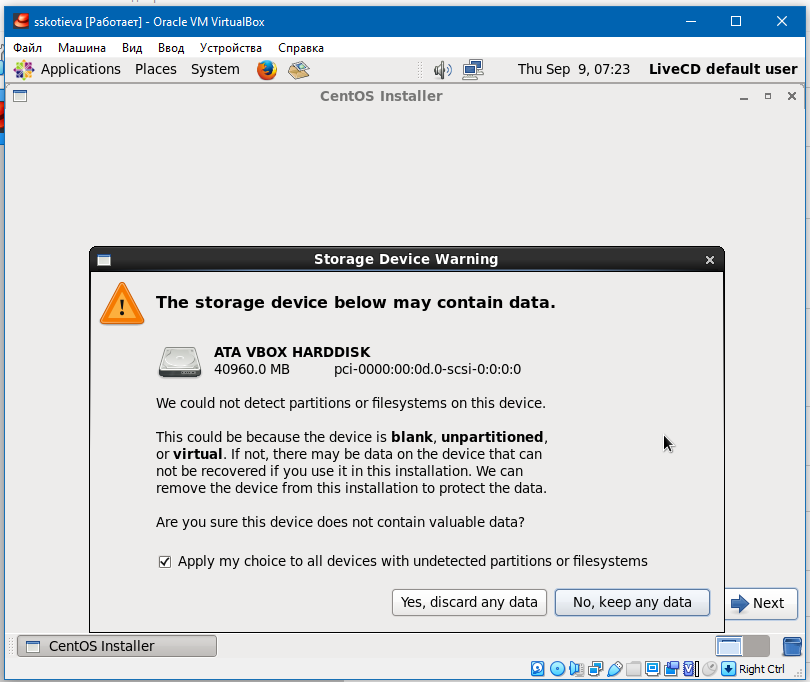 sskotieva [Работает] - Oracle VM VirtualBox
Файл Машина Вид Ввод Устройства Справка
Applications Places System Thu Sep 9, 07:23 LiveCD default user
CentOS Installer
Storage Device Warning
The storage device below may contain data.
ATA VBOX HARDDISK
40960.0 MB pci-0000:00:0d.0-scsi-0:0:0:0
We could not detect partitions or filesystems on this device.
This could be because the device is blank, unpartitioned,
or virtual. If not, there may be data on the device that can
not be recovered if you use it in this installation. We can
remove the device from this installation to protect the data.
Are you sure this device does not contain valuable data?
Apply my choice to all devices with undetected partitions or filesystems
Yes, discard any data No, keep any data Next
CentOS Installer
Right Ctrl